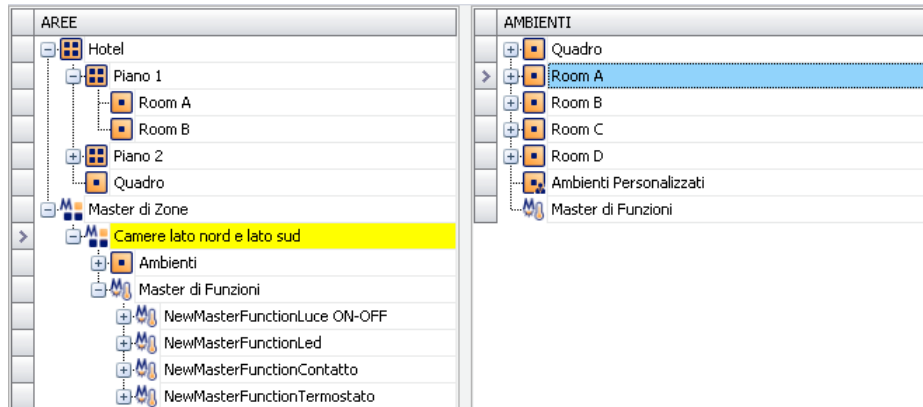 AREE
Hotel
Piano 1
Room A
Room B
Piano 2
Quadro
Master di Zone
Camere lato nord e lato sud
Ambienti
Master di Funzioni
NewMasterFunctionLuce ON-OFF
NewMasterFunctionLed
NewMasterFunctionContatto
NewMasterFunctionTermostato
AMBIENTI
Quadro
Room A
Room B
Room C
Room D
Ambienti Personalizzati
Master di Funzioni